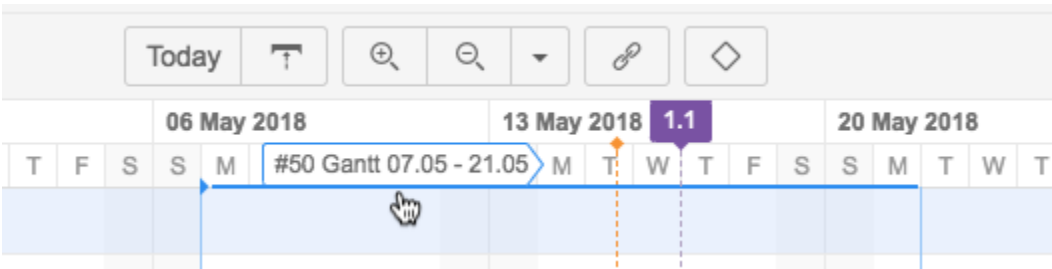 Today
06 May 2018 13 May 2018 1.1 20 May 2018
T F S S M #50 Gantt 07.05 - 21.05 M T W T F S S M T W T